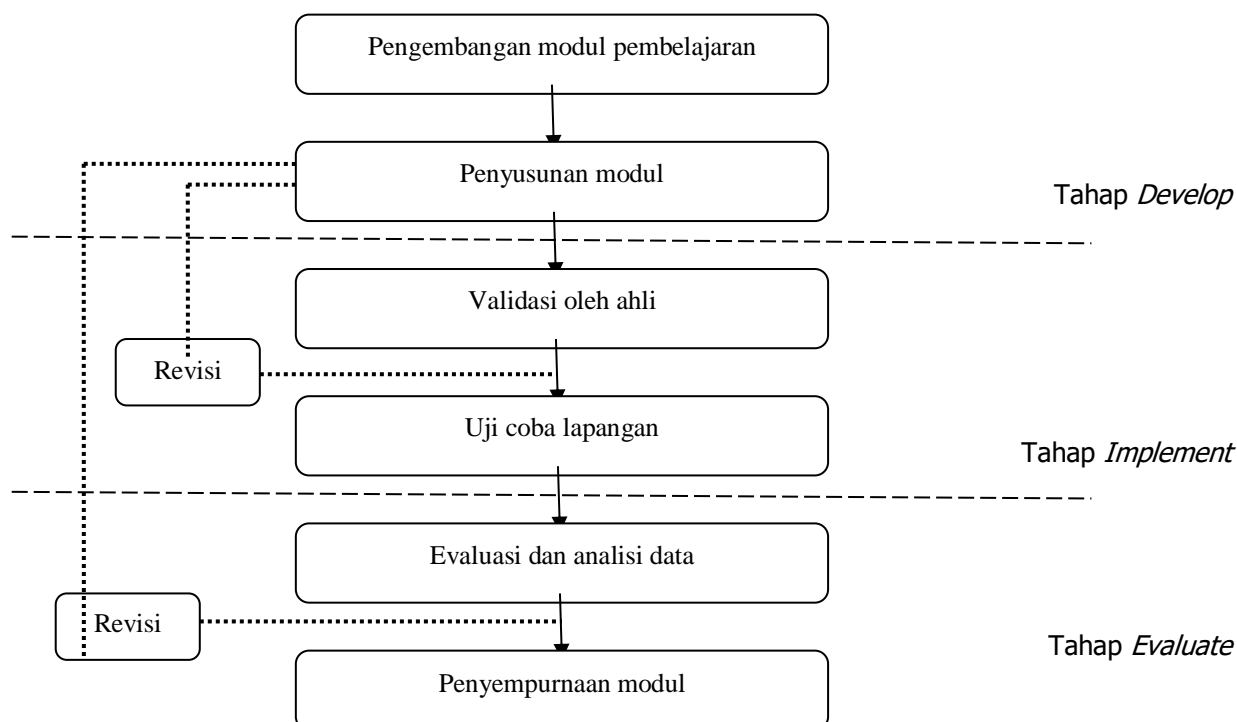 Pengembangan modul pembelajaran
Penyusunan modul
Tahap Develop
Validasi oleh ahli
Revisi
Uji coba lapangan
Tahap Implement
Evaluasi dan analisi data
Revisi
Tahap Evaluate
Penyempurnaan modul